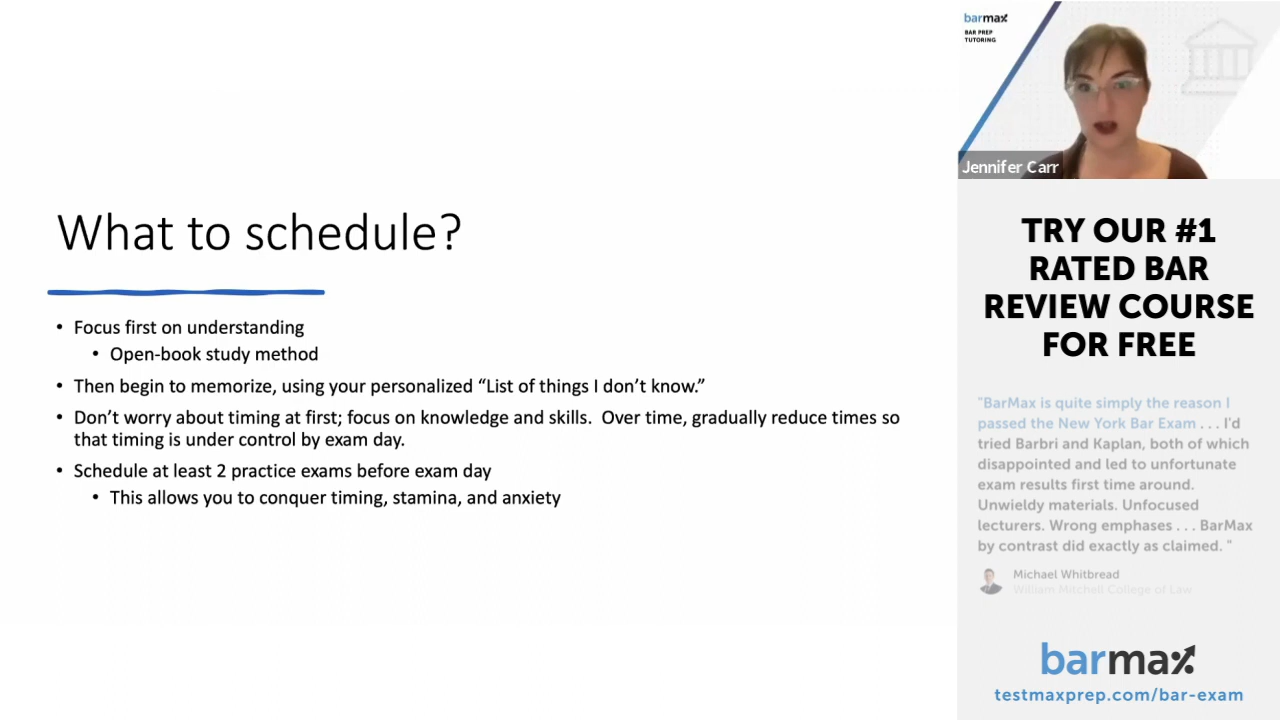 What to schedule?
• Focus first on understanding
• Open-book study method
• Then begin to memorize, using your personalized “List of things I don’t know.”
• Don’t worry about timing at first; focus on knowledge and skills.  Over time, gradually reduce times so
that timing is under control by exam day.
• Schedule at least 2 practice exams before exam day
• This allows you to conquer timing, stamina, and anxiety
barmax
BAR PREP
TUTORING
Jennifer Carr
TRY OUR #1
RATED BAR
REVIEW COURSE
FOR FREE
"BarMax is quite simply the reason I
passed the New York Bar Exam . . . I'd
tried Barbri and Kaplan, both of which
disappointed and led to unfortunate
exam results first time around.
Unwieldy materials. Unfocused
lecturers. Wrong emphases . . . BarMax
by contrast did exactly as claimed. "
Michael Whitbread
William Mitchell College of Law
barmax
testmaxprep.com/bar-exam